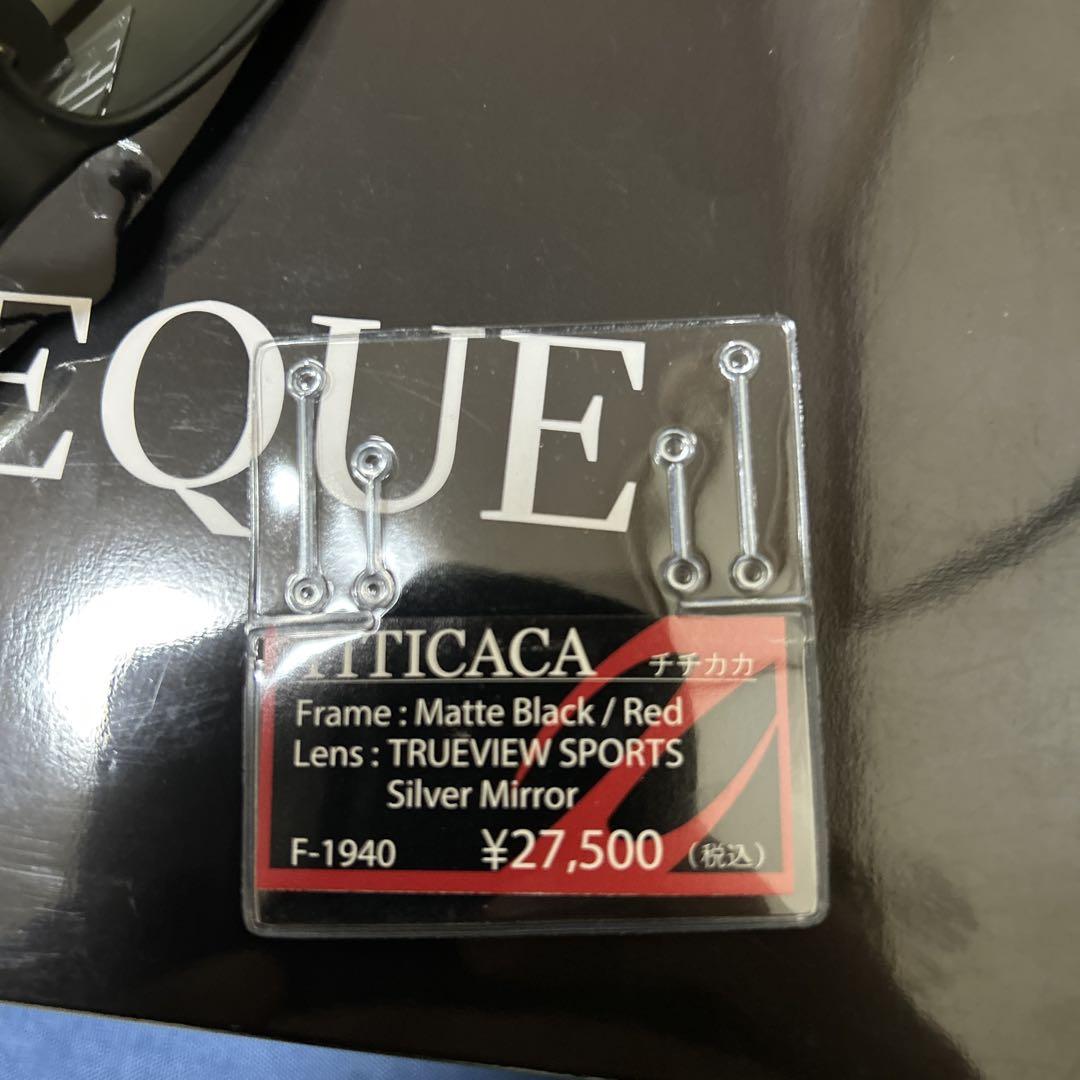 EQUE
TITICACA チチカカ
Frame : Matte Black / Red
Lens : TRUEVIEW SPORTS
Silver Mirror
F-1940 ¥27,500 (税込)